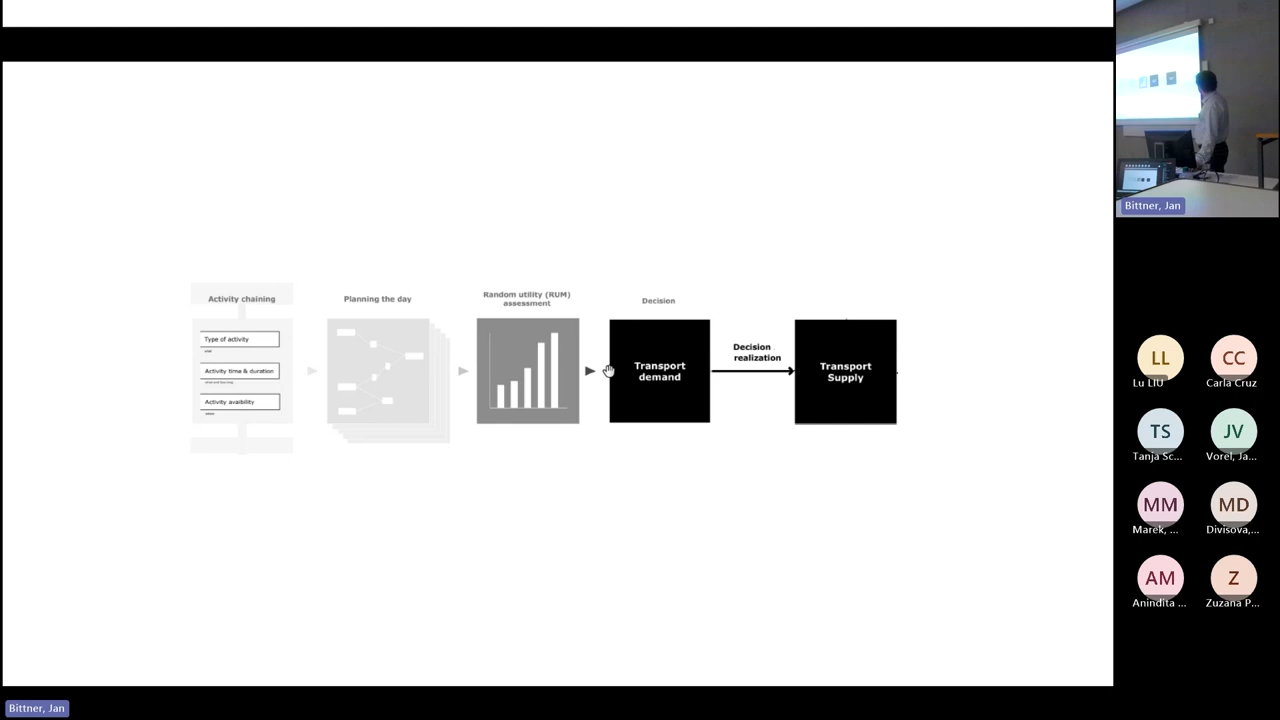 Activity chaining
Planning the day
Random utility (RUM)
assessment
Decision
Type of activity
Activity time & duration
Activity avaibility
Transport
demand
Decision
realization
Transport
Supply
Bittner, Jan
LL
CC
Lu LIU
Carla Cruz
TS
JV
Tanja Sc...
Vorel, Ja...
MM
MD
Marek, ...
Divisova,...
AM
Z
Anindita ...
Zuzana P...
Bittner, Jan